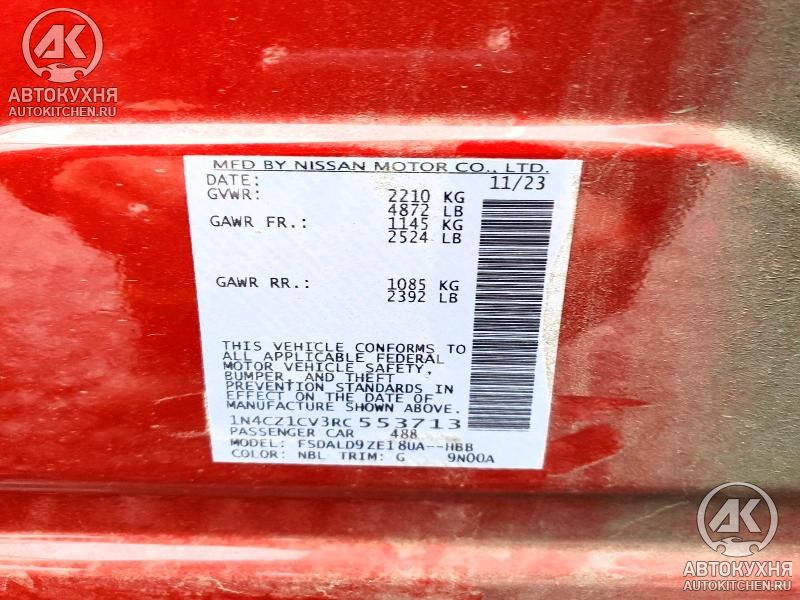 AK
АВТОКУХНЯ
AUTOKITCHEN.RU
MFD BY NISSAN MOTOR CO., LTD.
DATE: 11/23
GVWR: 2210 KG
4872 LB
GAWR FR.: 1145 KG
2524 LB
GAWR RR.: 1085 KG
2392 LB
THIS VEHICLE CONFORMS TO
ALL APPLICABLE FEDERAL
MOTOR VEHICLE SAFETY,
BUMPER, AND THEFT
PREVENTION STANDARDS IN
EFFECT ON THE DATE OF
MANUFACTURE SHOWN ABOVE.
1N4CZ1CV3RC553713
PASSENGER CAR 488
MODEL: FSDALD9ZE18UA--HBB
COLOR: NBL TRIM: G 9N00A
AK
АВТОКУХНЯ
AUTOKITCHEN.RU